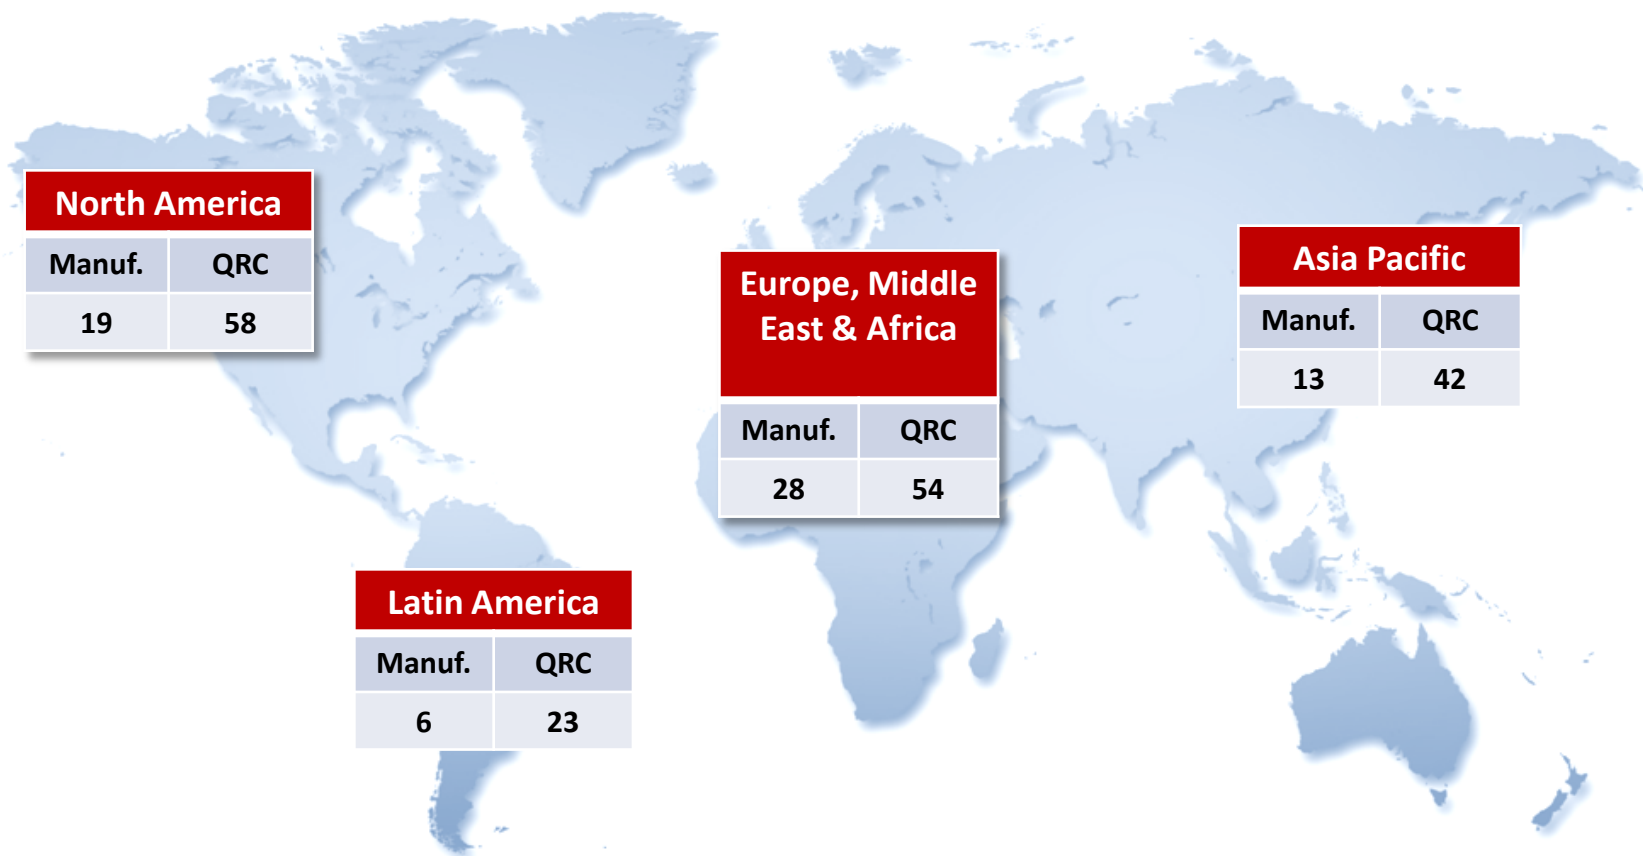 North America
Manuf. QRC
19 58
Europe, Middle
East & Africa
Manuf. QRC
28 54
Asia Pacific
Manuf. QRC
13 42
Latin America
Manuf. QRC
6 23